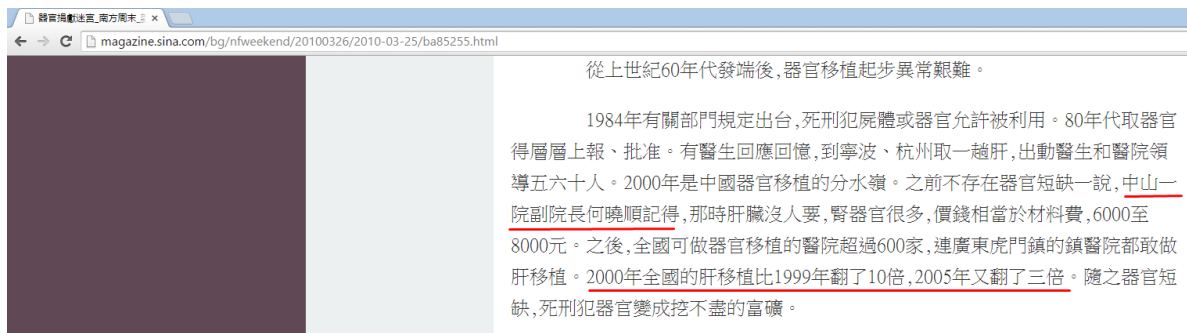 器官捐獻迷宮_南方周末_
magazine.sina.com/bg/nfweekend/20100326/2010-03-25/ba85255.html
從上世紀60年代發端後,器官移植起步異常艱難。
1984年有關部門規定出台,死刑犯屍體或器官允許被利用。80年代取器官
得層層上報、批准。有醫生回應回憶,到寧波、杭州取一趟肝,出動醫生和醫院領
導五六十人。2000年是中國器官移植的分水嶺。之前不存在器官短缺一說,中山一
院副院長何曉順記得,那時肝臟沒人要,腎器官很多,價錢相當於材料費,6000至
8000元。之後,全國可做器官移植的醫院超過600家,連廣東虎門鎮的鎮醫院都敢做
肝移植。2000年全國的肝移植比1999年翻了10倍,2005年又翻了三倍。隨之器官短
缺,死刑犯器官變成挖不盡的富礦。